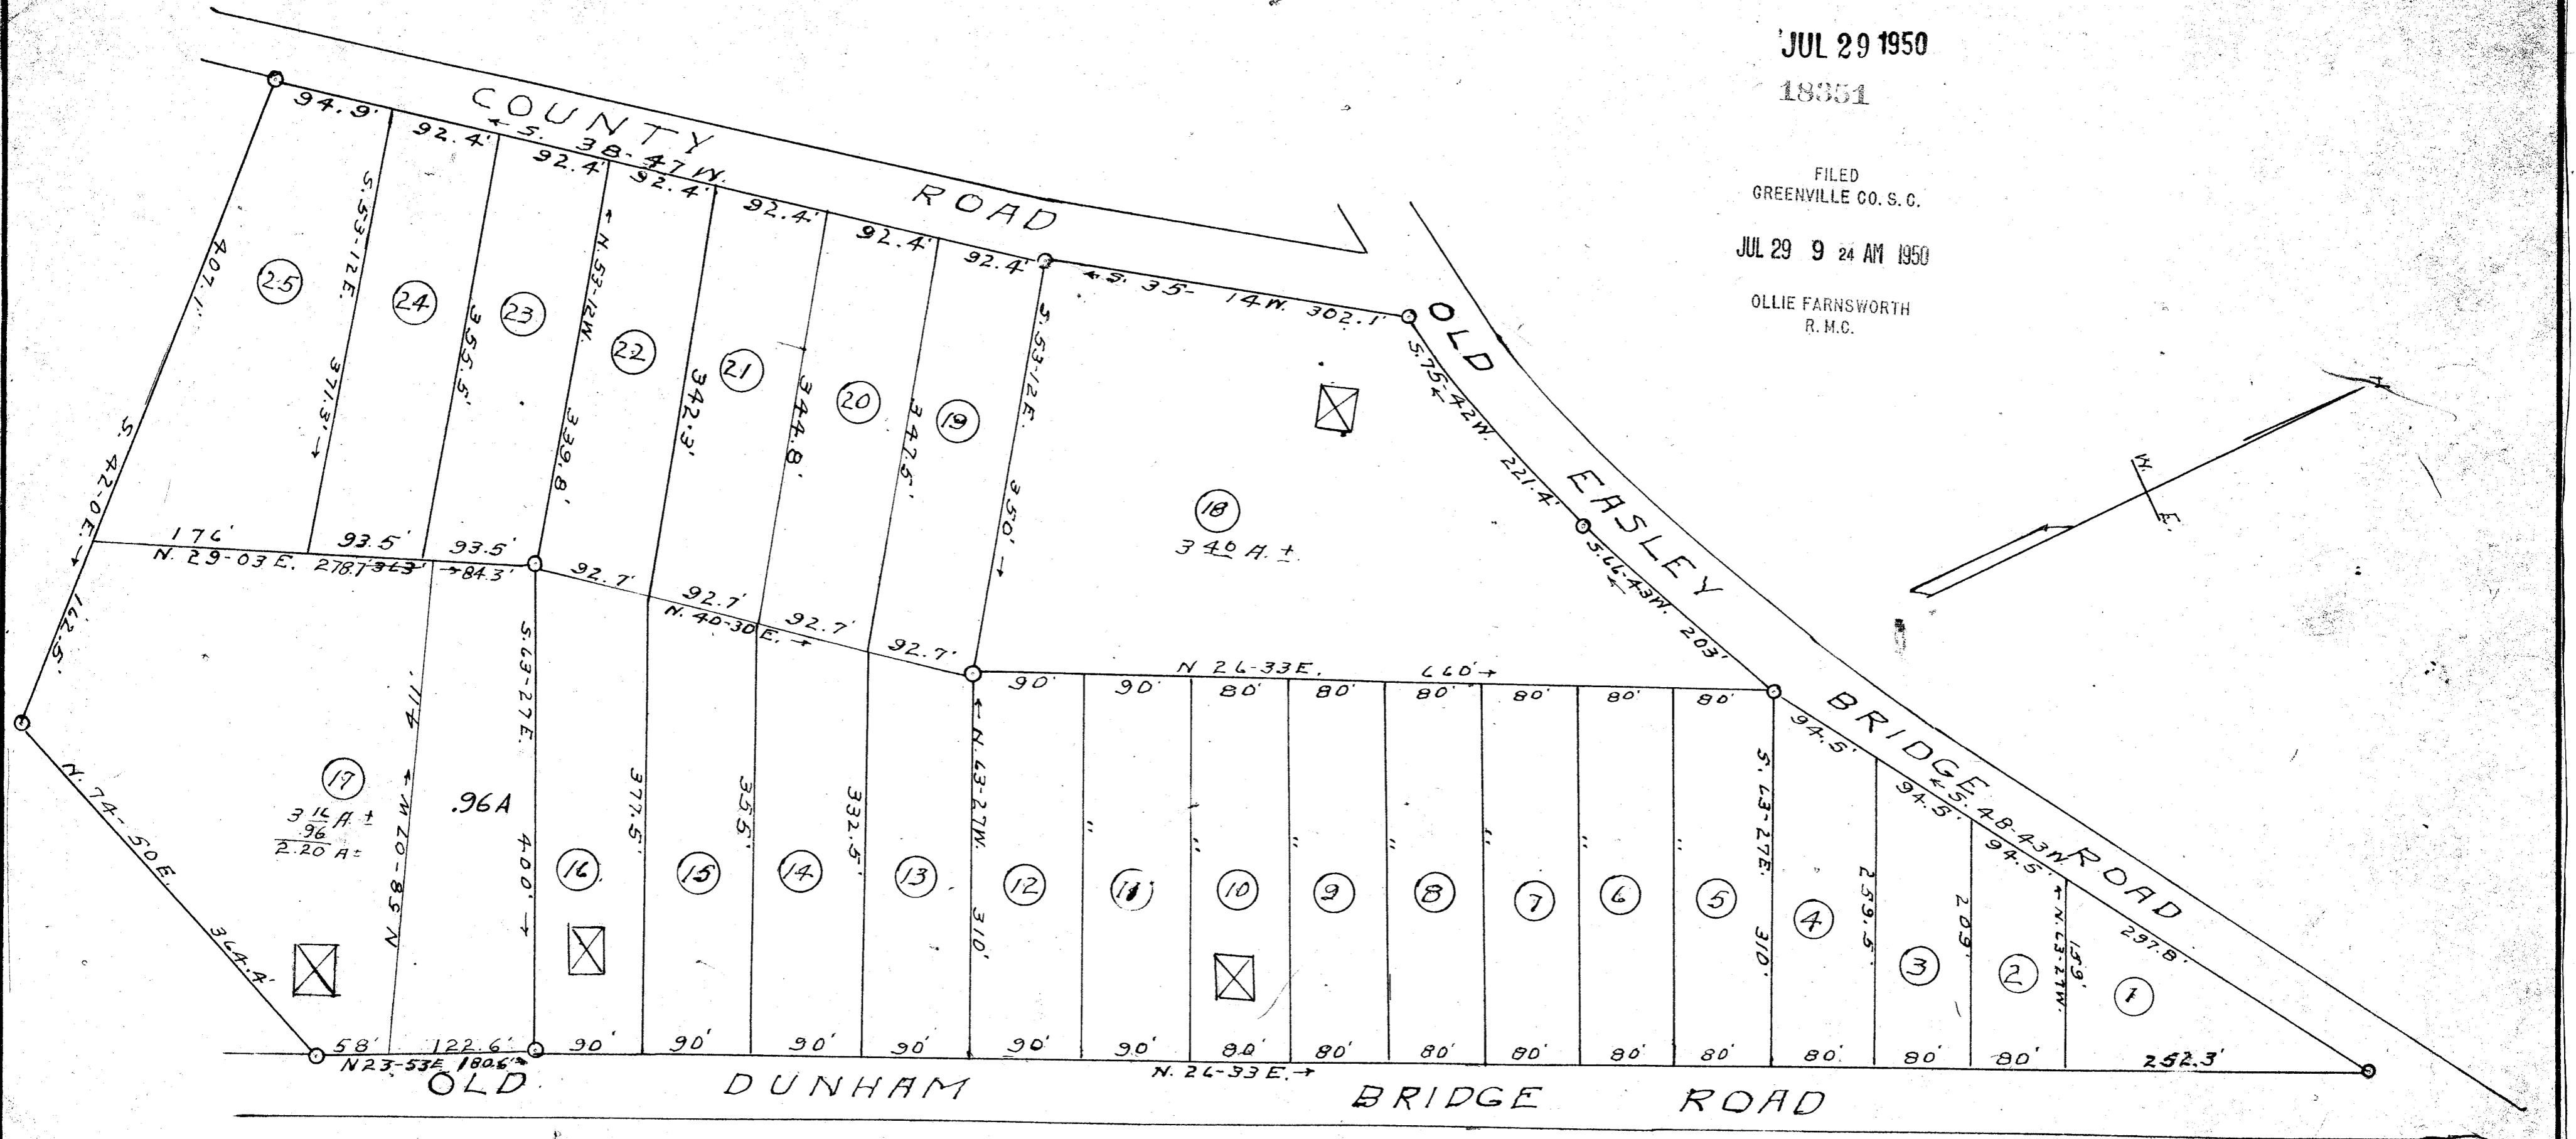 JUL 29 1950
18351
FILED
GREENVILLE CO. S. C.
JUL 29 9 24 AM 1950
OLLIE FARNSWORTH
R. M. C.
COUNTY ROAD
← S. 38-47 W.
94.9'
92.4'
92.4'
92.4'
92.4'
92.4'
92.4'
← S. 35-14 W. 302.1'
OLD EASLEY BRIDGE ROAD
S. 75-42 W. 221.4'
←
S. 66-43 W. 203'
←
← S. 48-43 W.
94.5'
94.5'
94.5'
297.8'
W.
E.
407.1'
S. 42-0 E. →
162.5'
25
S. 53-12 E. 371.3' →
24
355.5'
23
← N. 53-12 W. 339.8'
22
342.3'
21
344.8'
20
347.5'
19
S. 53-12 E. 350' →
18
3 40 A. ±
176'
93.5'
93.5'
N. 29-03 E. 278.7' 363' → 84.3'
92.7'
92.7'
92.7'
92.7'
N. 40-30 E. →
N 26-33 E. 660' →
90'
90'
80'
80'
80'
80'
80'
80'
N. 74-50 E. 364.4'
17
3 16 A. ±
.96
2.20 A ±
411.'
← N 58-02 W
.96 A
S. 63-27 E. 400' →
16
377.5'
15
355'
14
332.5'
13
← N. 63-27 W. 310'
12
"
11
"
10
"
9
"
8
"
7
"
6
"
5
S. 63-27 E. 310'
4
259.5'
3
209'
2
← N. 63-27 W.
159'
1
58'
122.6'
90'
90'
90'
90'
90'
90'
80'
80'
80'
80'
80'
80'
80'
80'
80'
252.3'
N 23-53 E 180.6' →
N. 26-33 E. →
OLD DUNHAM BRIDGE ROAD